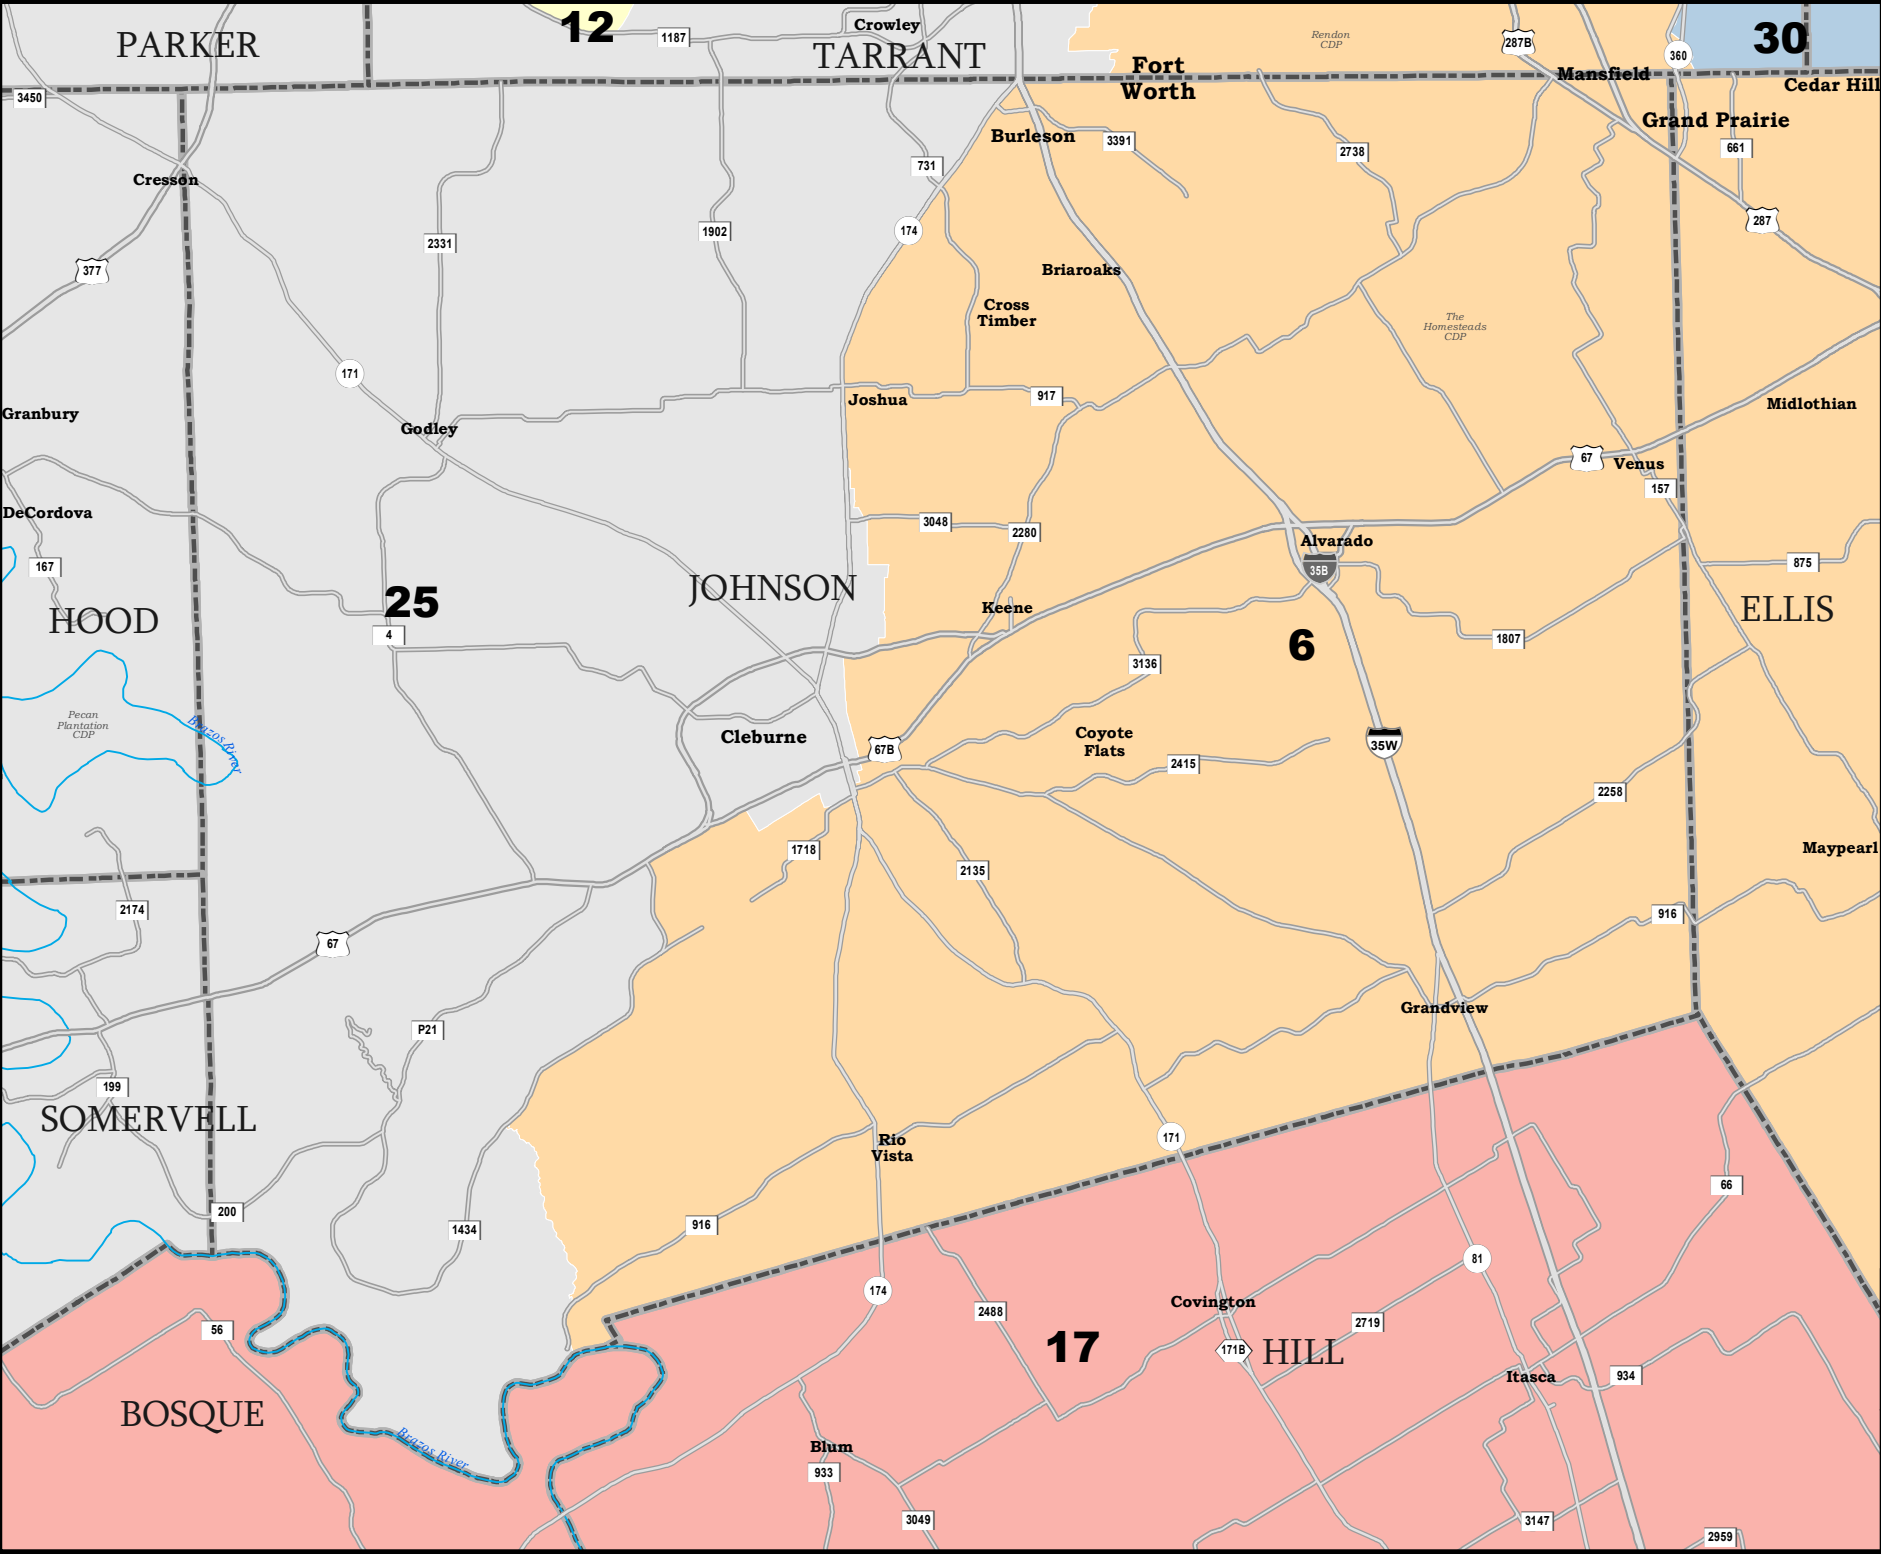 12
30
PARKER
1187
Crowley
TARRANT
Rendon
CDP
287B
360
Fort
Worth
Mansfield
Cedar Hill
3450
Burleson
3391
2738
Grand Prairie
661
731
Cresson
174
1902
2331
287
377
Briaroaks
Cross
Timber
The
Homesteads
CDP
171
Granbury
Godley
Joshua
917
Midlothian
67
Venus
157
DeCordova
3048
2280
Alvarado
35B
875
167
HOOD
25
JOHNSON
Keene
ELLIS
4
6
1807
3136
Pecan
Plantation
CDP
Brazos River
Cleburne
67B
Coyote
Flats
35W
2415
2258
1718
Maypearl
2135
2174
916
67
Grandview
P21
199
SOMERVELL
171
Rio
Vista
66
200
1434
916
81
174
Covington
2488
2719
56
17
171B
HILL
Itasca
934
BOSQUE
Brazos River
Blum
933
3049
3147
2959